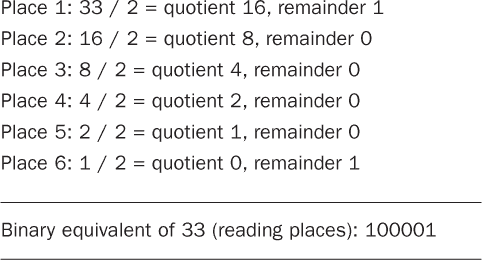 Place 1: 33 / 2 = quotient 16, remainder 1
Place 2: 16 / 2 = quotient 8, remainder 0
Place 3: 8 / 2 = quotient 4, remainder 0
Place 4: 4 / 2 = quotient 2, remainder 0
Place 5: 2 / 2 = quotient 1, remainder 0
Place 6: 1 / 2 = quotient 0, remainder 1
Binary equivalent of 33 (reading places): 100001